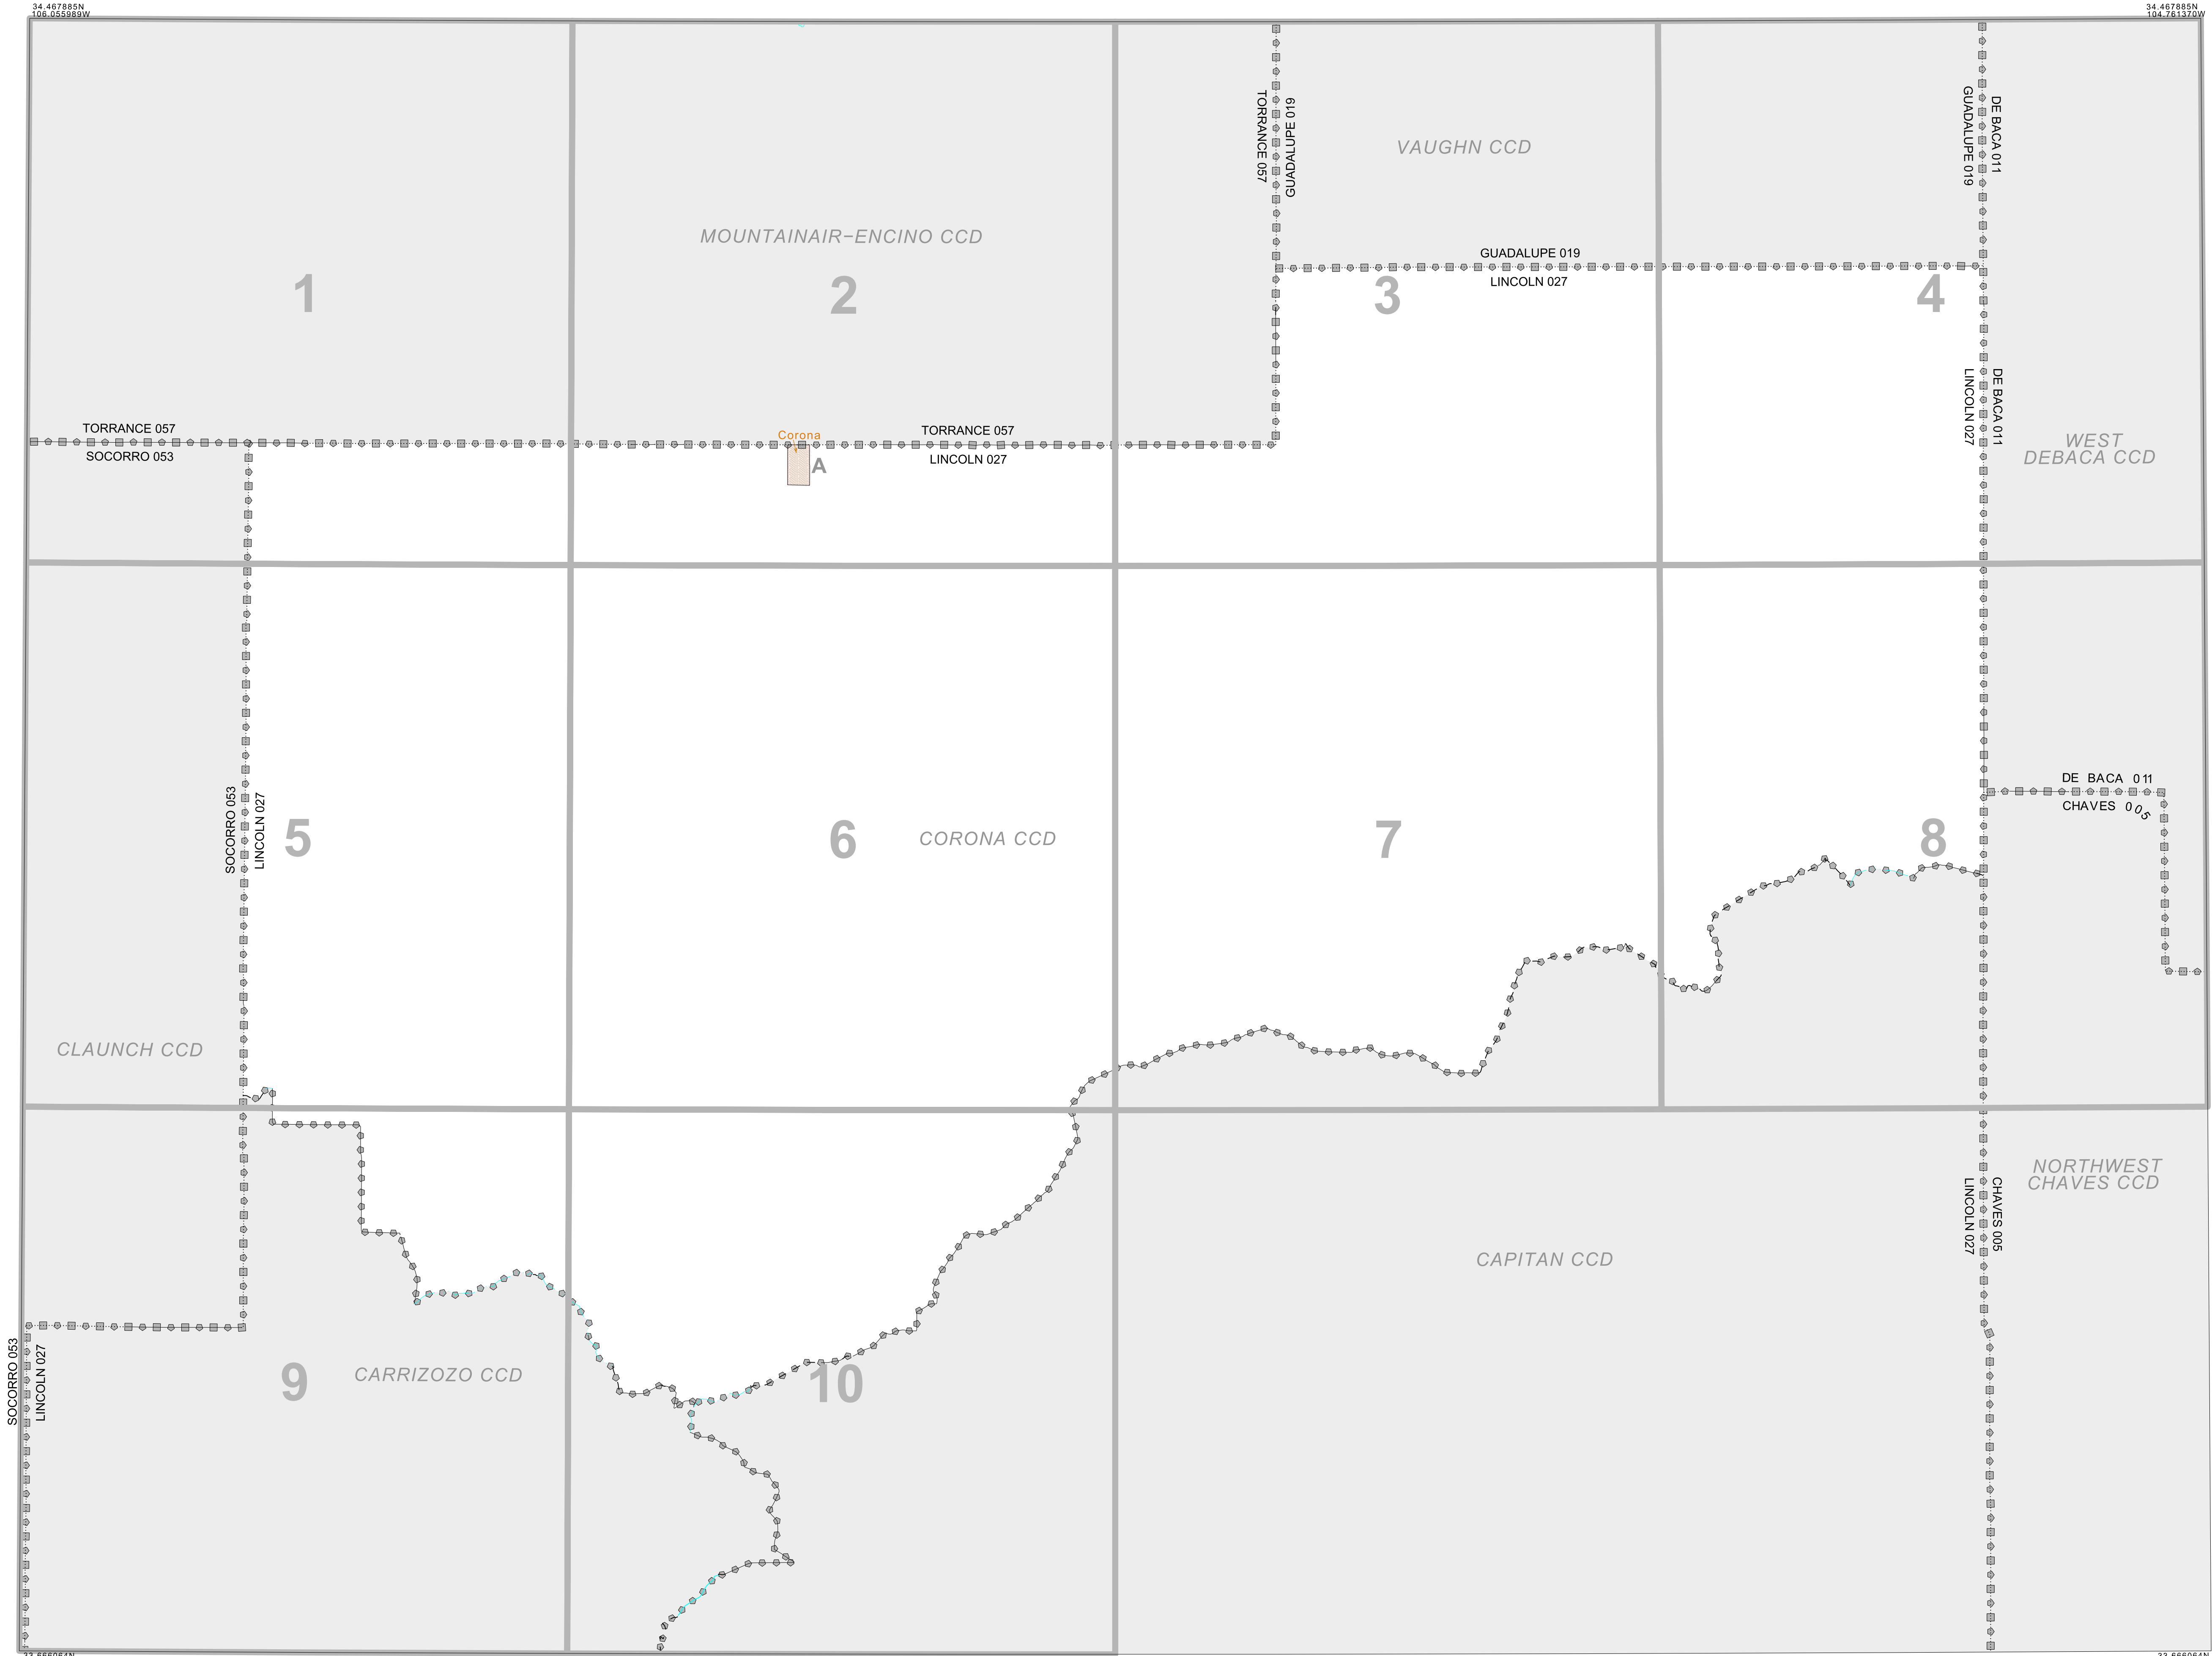 34.467885N
106.055989W
34.467885N
104.761370W
TORRANCE 057
GUADALUPE 019
GUADALUPE 019
DE BACA 011
VAUGHN CCD
MOUNTAINAIR–ENCINO CCD
GUADALUPE 019
LINCOLN 027
1
2
3
4
LINCOLN 027
DE BACA 011
TORRANCE 057
SOCORRO 053
Corona
A
TORRANCE 057
LINCOLN 027
WEST
DEBACA CCD
DE BACA 011
CHAVES 005
SOCORRO 053
LINCOLN 027
5
6
CORONA CCD
7
8
CLAUNCH CCD
NORTHWEST
CHAVES CCD
LINCOLN 027
CHAVES 005
CAPITAN CCD
SOCORRO 053
LINCOLN 027
9
CARRIZOZO CCD
10
33.666064N
33.666064N